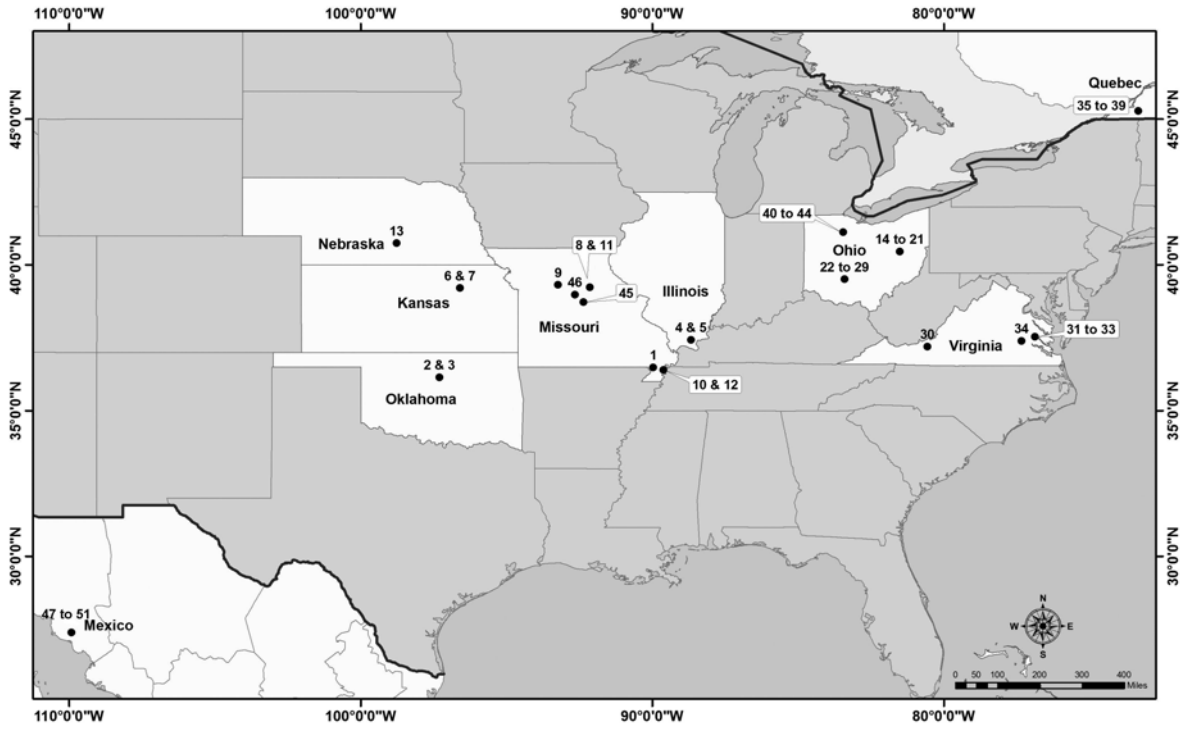 110°0'0"W 100°0'0"W 90°0'0"W 80°0'0"W
Quebec
35 to 39
45°0'0"N 45°0'0"N
40 to 44
13
Nebraska
8 & 11
Ohio
14 to 21
40°0'0"N 40°0'0"N
6 & 7
9
46
45
22 to 29
Kansas
Illinois
Missouri
4 & 5
30
Virginia
34
31 to 33
2 & 3
1
10 & 12
Oklahoma
35°0'0"N 35°0'0"N
30°0'0"N 30°0'0"N
47 to 51
Mexico
N
W E
S
0 50 100 200 300 400
Miles
110°0'0"W 100°0'0"W 90°0'0"W 80°0'0"W